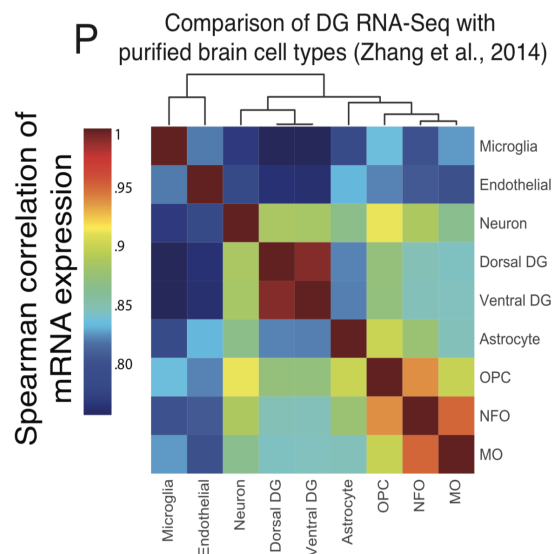 P
Comparison of DG RNA-Seq with
purified brain cell types (Zhang et al., 2014)
Spearman correlation of
mRNA expression
1
.95
.9
.85
.80
Microglia
Endothelial
Neuron
Dorsal DG
Ventral DG
Astrocyte
OPC
NFO
MO
Microglia
Endothelial
Neuron
Dorsal DG
Ventral DG
Astrocyte
OPC
NFO
MO